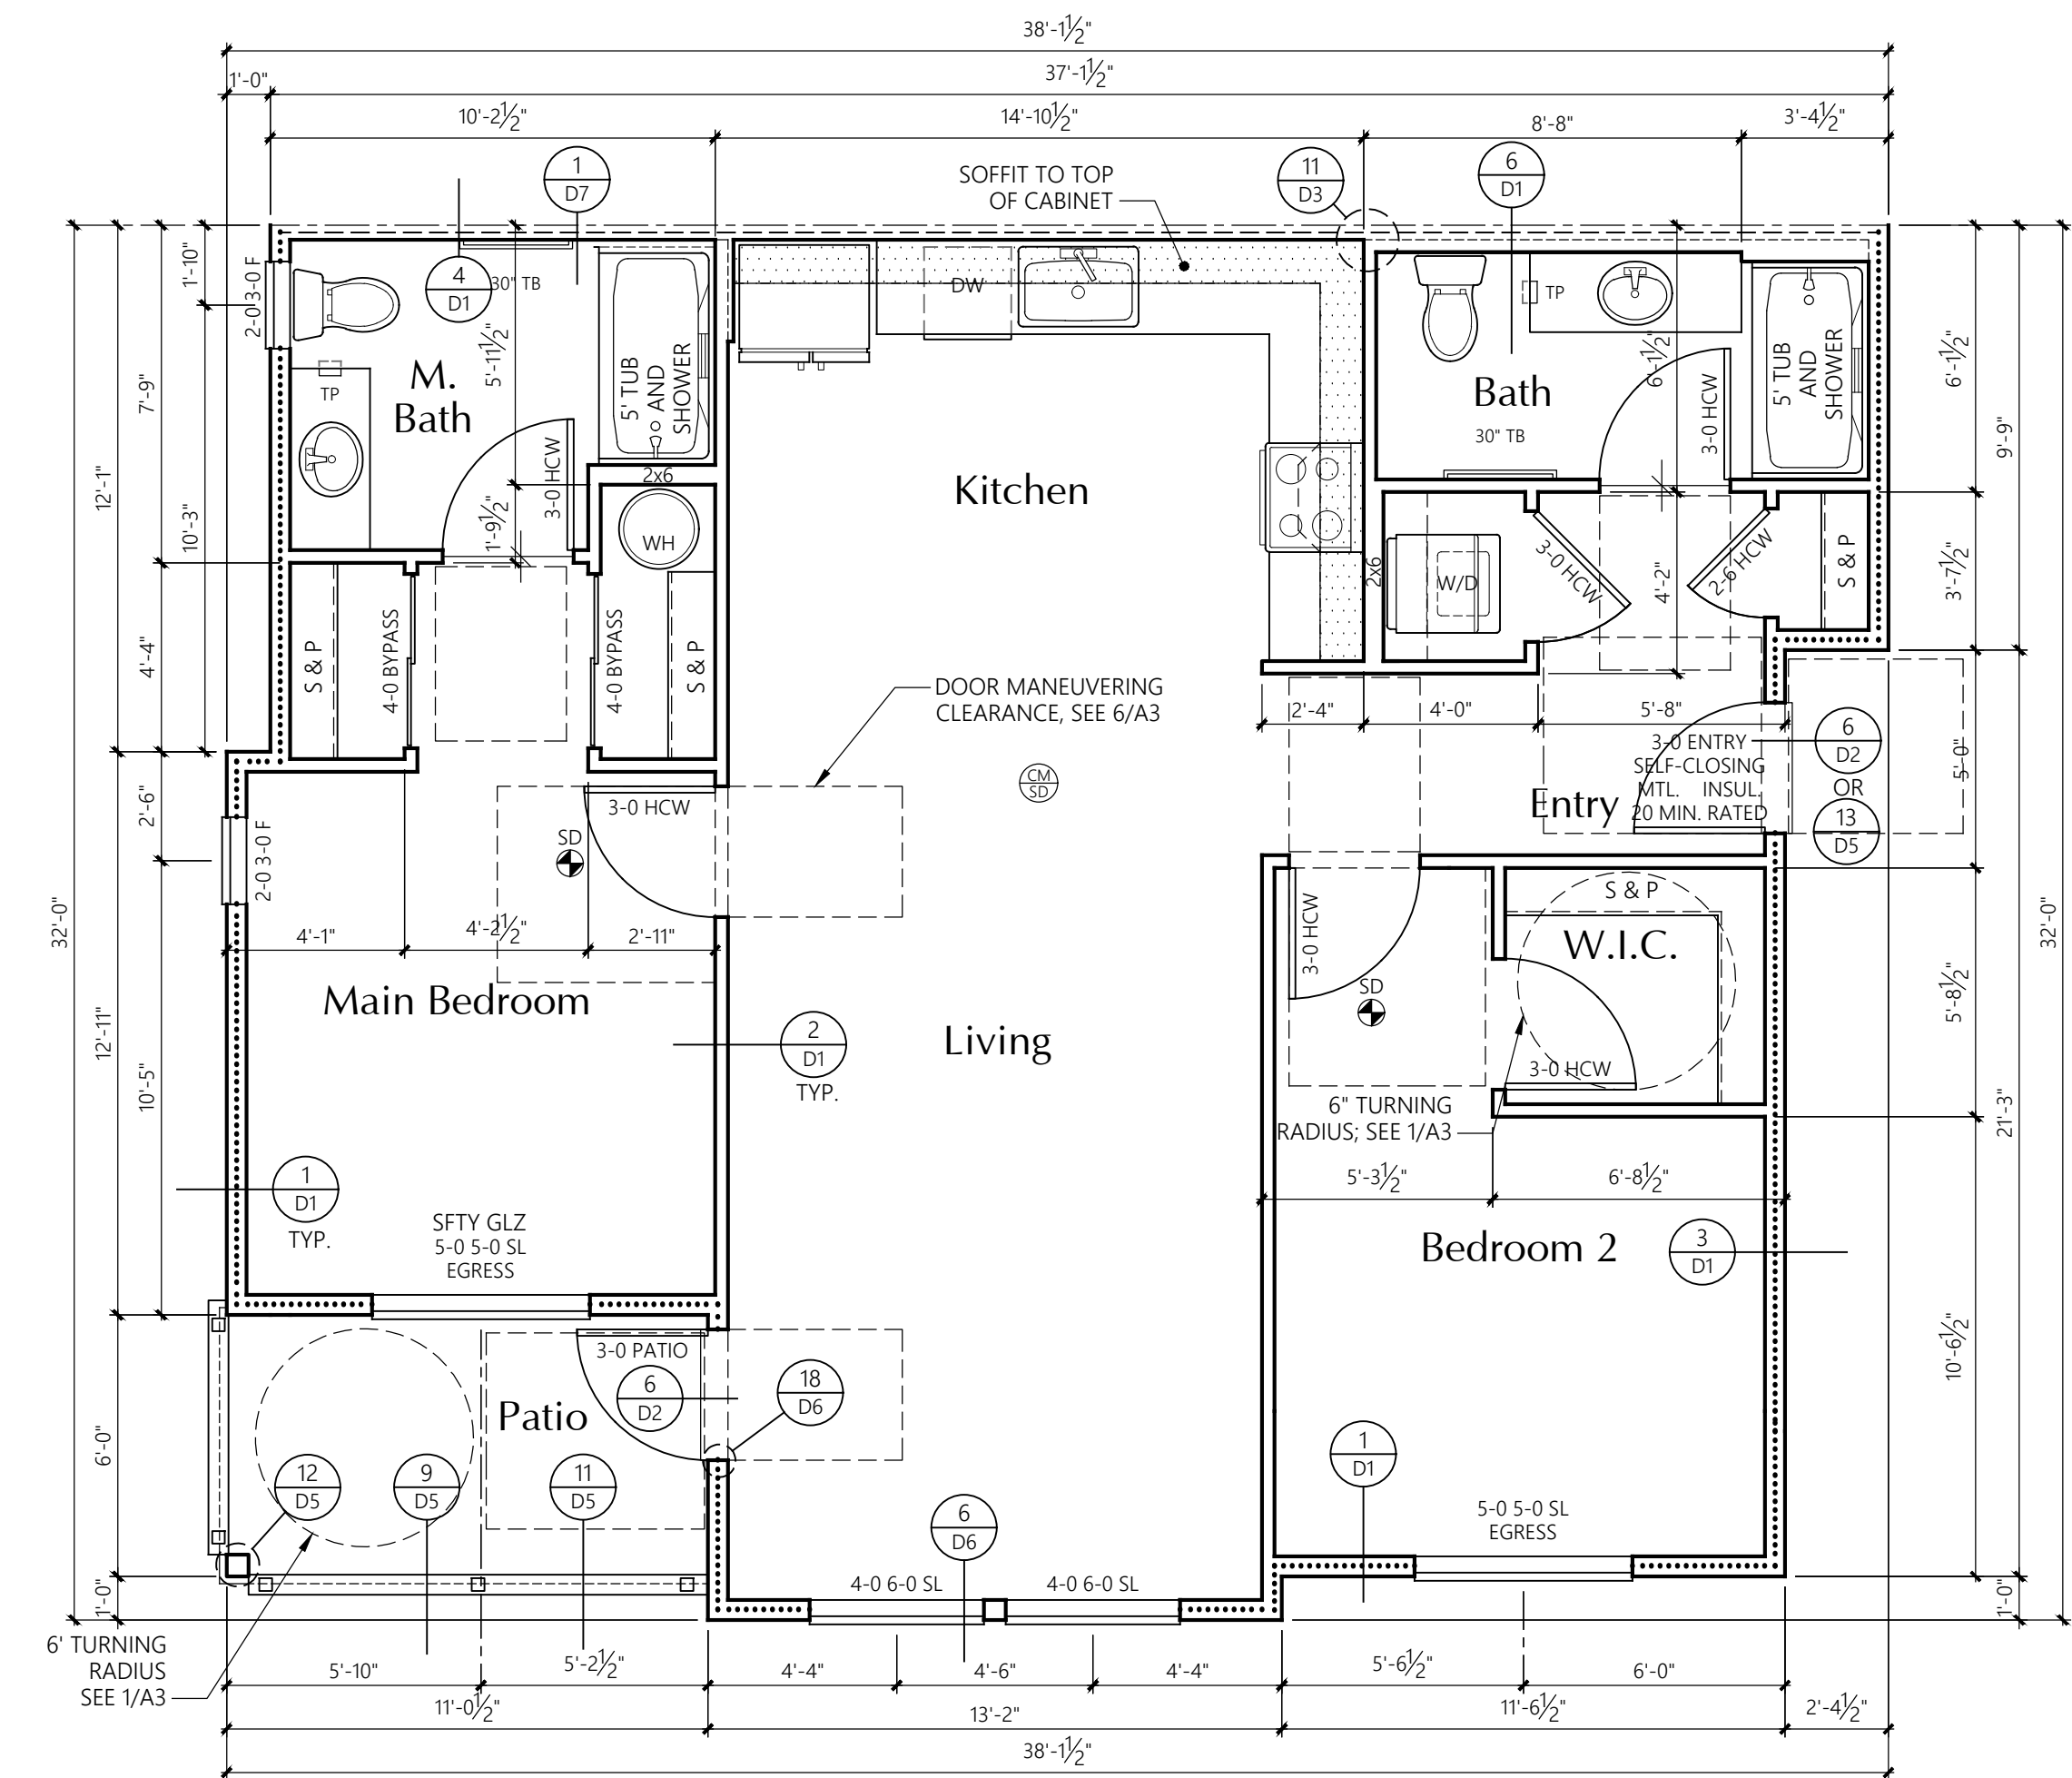 38'-1½"
1'-0"
37'-1½"
10'-2½"
14'-10½"
8'-8"
3'-4½"
1
D7
SOFFIT TO TOP
OF CABINET
11
D3
6
D1
1'-10"
2-0 3-0 F
4
D1
30" TB
DW
TP
5'-11½"
7'-9"
TP
M.
Bath
5' TUB
AND
SHOWER
Bath
30" TB
6'-1½"
3-0 HCW
5' TUB
AND
SHOWER
6'-1½"
9'-9"
12'-1"
10'-3"
3-0 HCW
1'-9½"
2x6
WH
Kitchen
2x6
W/D
3-0 HCW
4'-2"
2-6 HCW
S & P
3'-7½"
4'-4"
S & P
4-0 BYPASS
4-0 BYPASS
S & P
DOOR MANEUVERING
CLEARANCE, SEE 6/A3
2'-4"
4'-0"
5'-8"
3-0 ENTRY
SELF-CLOSING
MTL. INSUL.
20 MIN. RATED
Entry
6
D2
OR
13
D5
5'-0"
CM
SD
2'-6"
2-0 3-0 F
3-0 HCW
SD
32'-0"
4'-1"
4'-2½"
2'-11"
Main Bedroom
12'-11"
10'-5"
2
D1
TYP.
Living
3-0 HCW
SD
S & P
W.I.C.
3-0 HCW
6" TURNING
RADIUS; SEE 1/A3
5'-8½"
32'-0"
21'-3"
5'-3½"
6'-8½"
1
D1
TYP.
SFTY GLZ
5-0 5-0 SL
EGRESS
Bedroom 2
3
D1
10'-6½"
3-0 PATIO
6
D2
18
D6
Patio
6'-0"
12
D5
9
D5
11
D5
6
D6
1
D1
5-0 5-0 SL
EGRESS
4-0 6-0 SL
4-0 6-0 SL
1'-0"
1'-0"
6' TURNING
RADIUS
SEE 1/A3
5'-10"
5'-2½"
4'-4"
4'-6"
4'-4"
5'-6½"
6'-0"
11'-0½"
13'-2"
11'-6½"
2'-4½"
38'-1½"